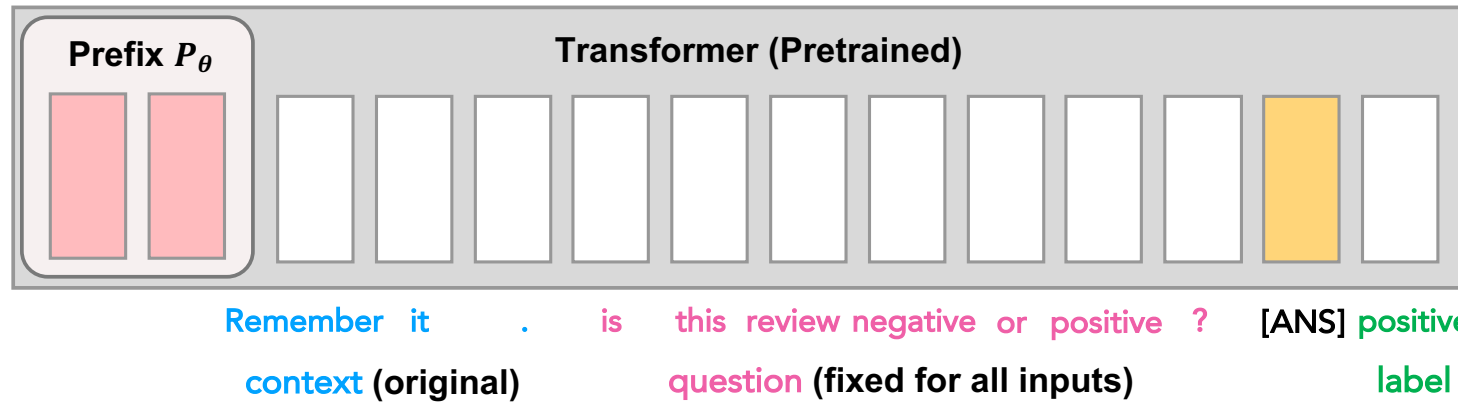 Prefix Pθ Transformer (Pretrained)
Remember it . is this review negative or positive ? [ANS] positive
context (original) question (fixed for all inputs) label